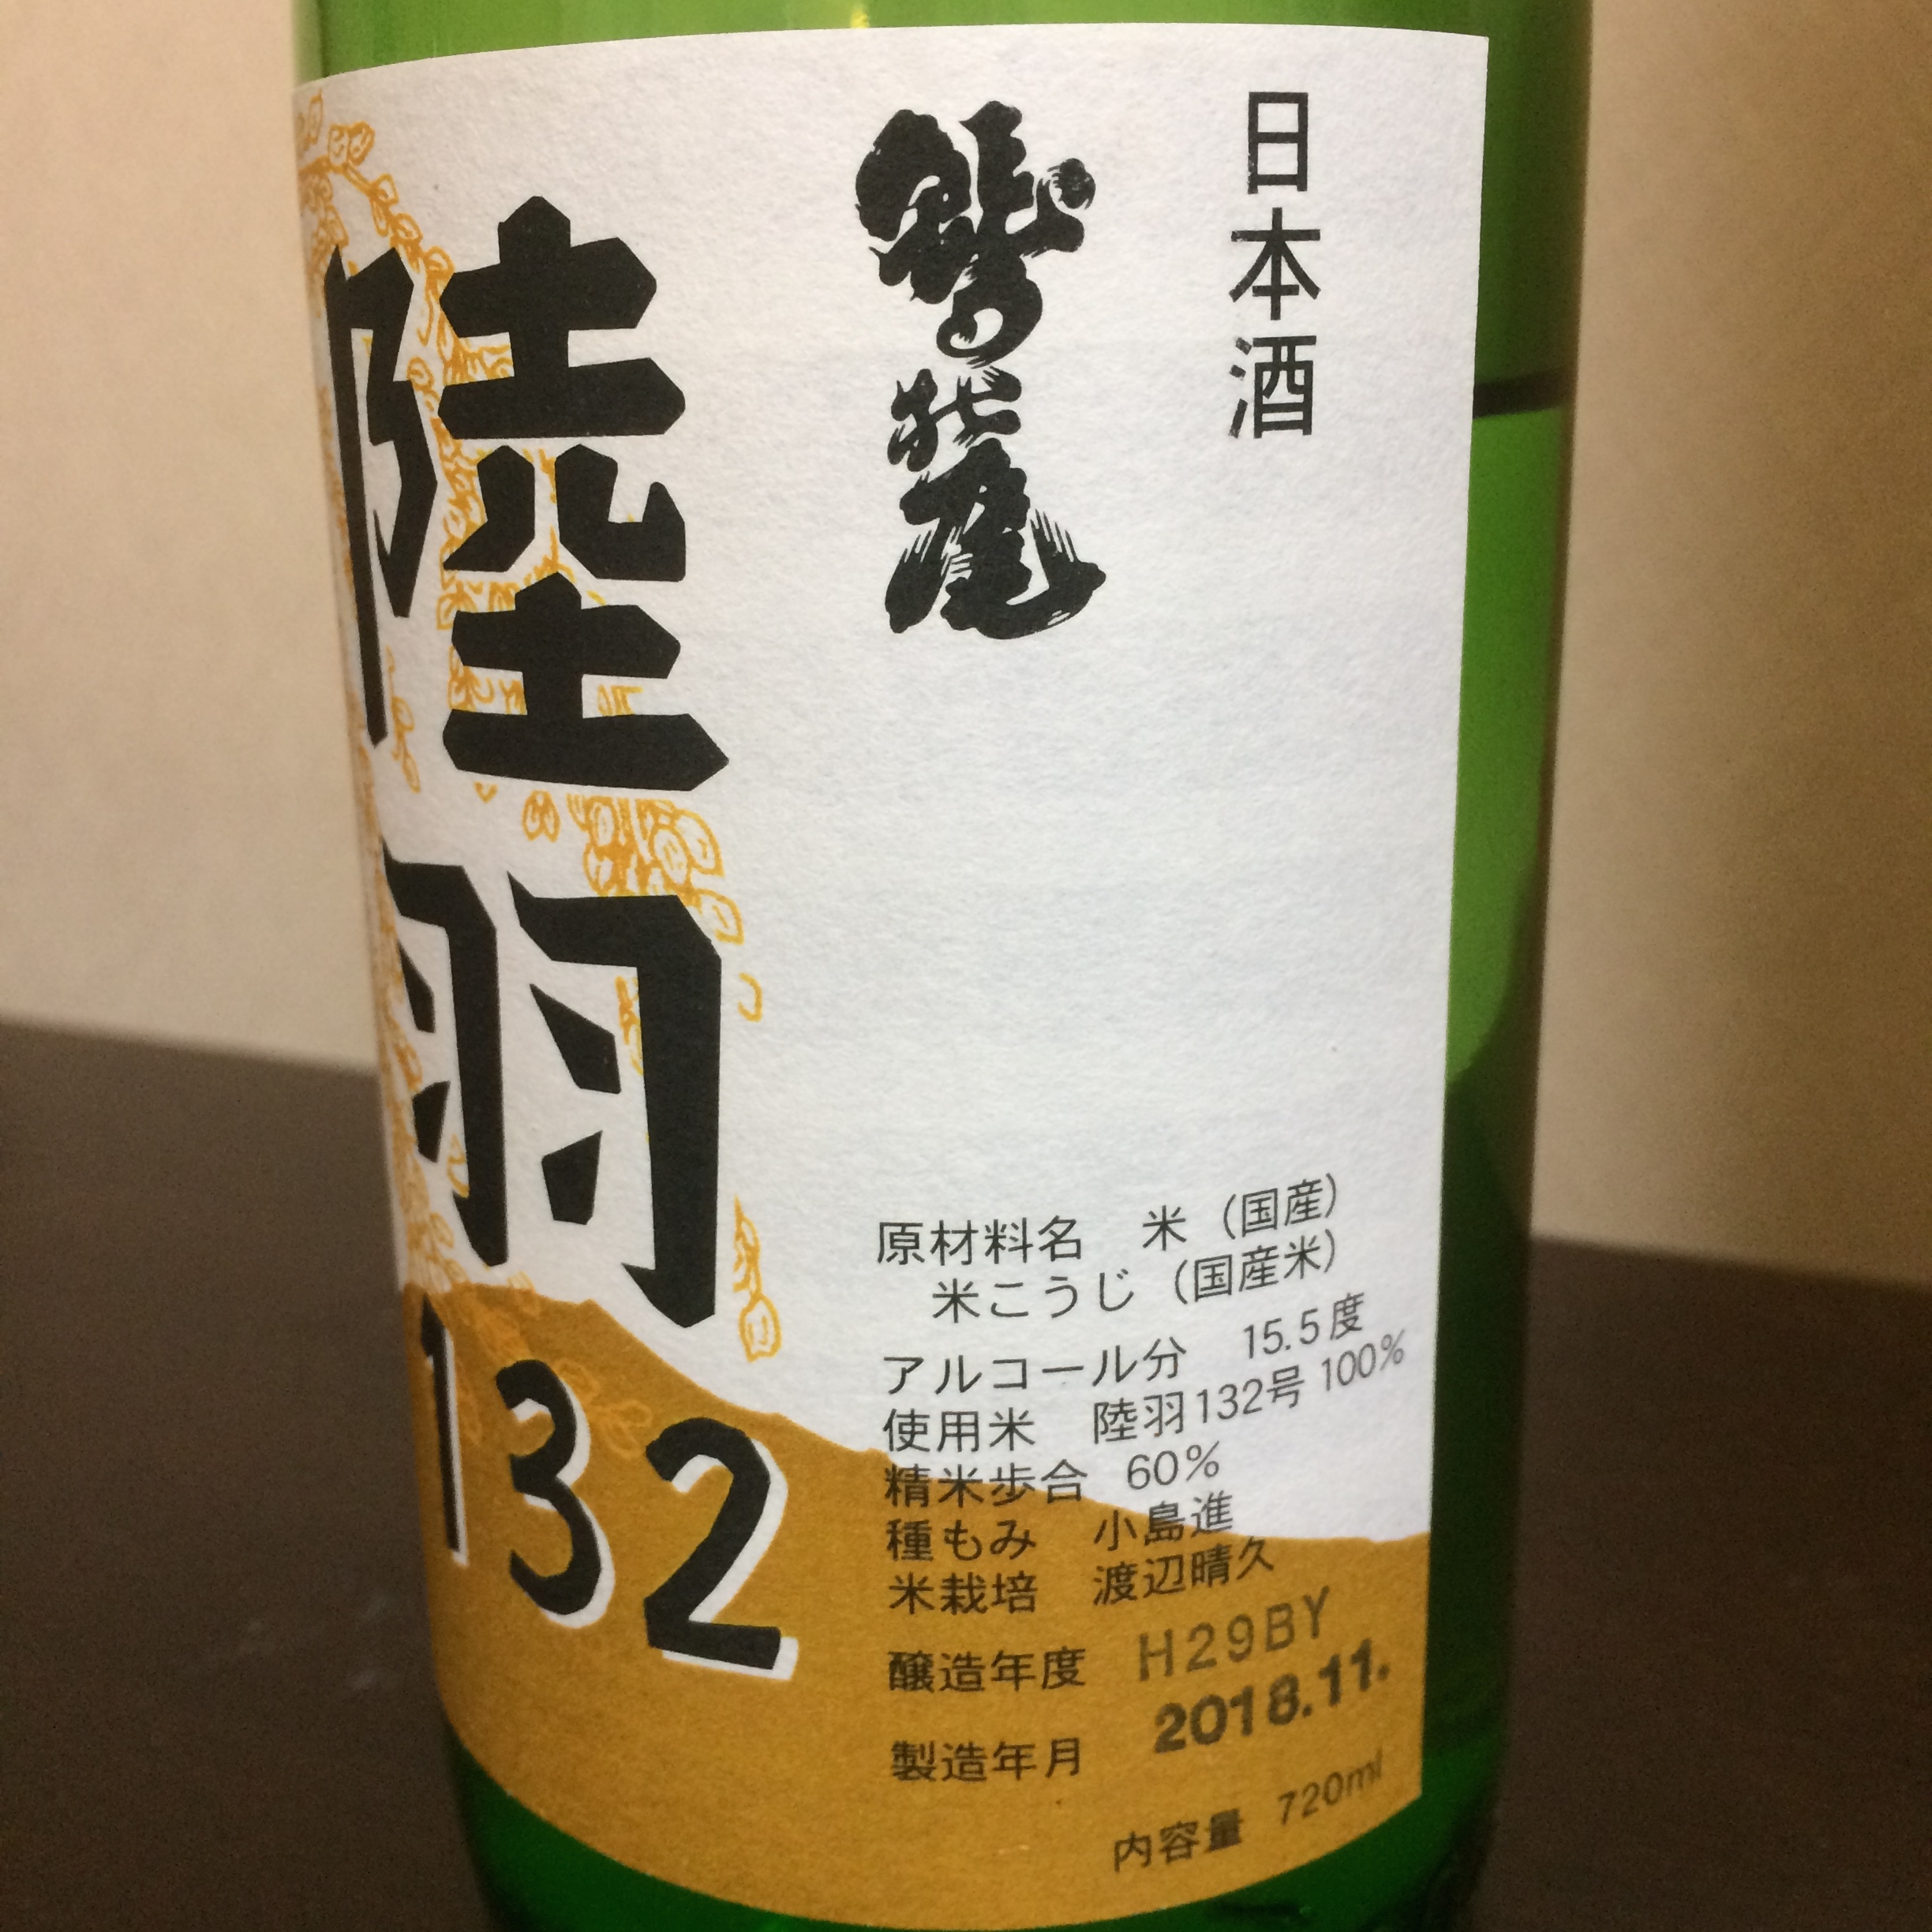 日本酒
鷲の尾
陸羽
132
原材料名　米（国産）
米こうじ（国産米）
アルコール分　15.5度
使用米　陸羽132号 100%
精米歩合　60%
種もみ　小島進
米栽培　渡辺晴久
醸造年度　H29BY
製造年月　2018.11.
内容量　720ml